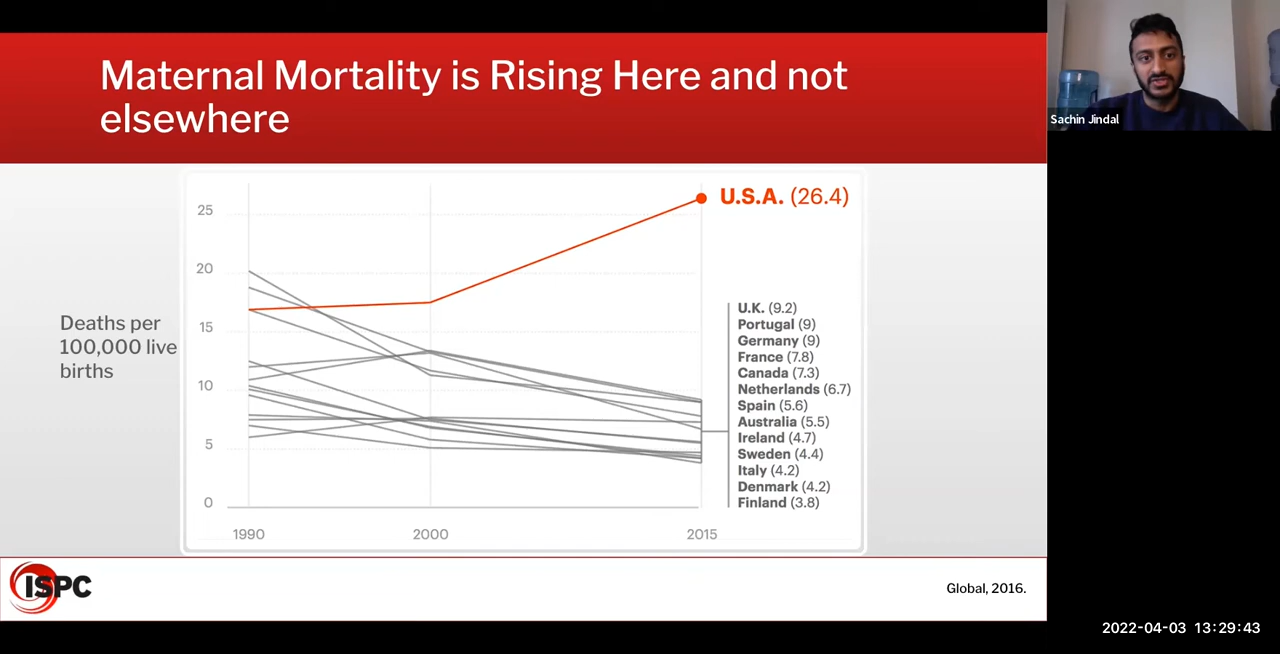 Maternal Mortality is Rising Here and not
elsewhere
Sachin Jindal
Deaths per
100,000 live
births
25
20
15
10
5
0
1990
2000
2015
U.S.A. (26.4)
U.K. (9.2)
Portugal (9)
Germany (9)
France (7.8)
Canada (7.3)
Netherlands (6.7)
Spain (5.6)
Australia (5.5)
Ireland (4.7)
Sweden (4.4)
Italy (4.2)
Denmark (4.2)
Finland (3.8)
ISPC
Global, 2016.
2022-04-03 13:29:43